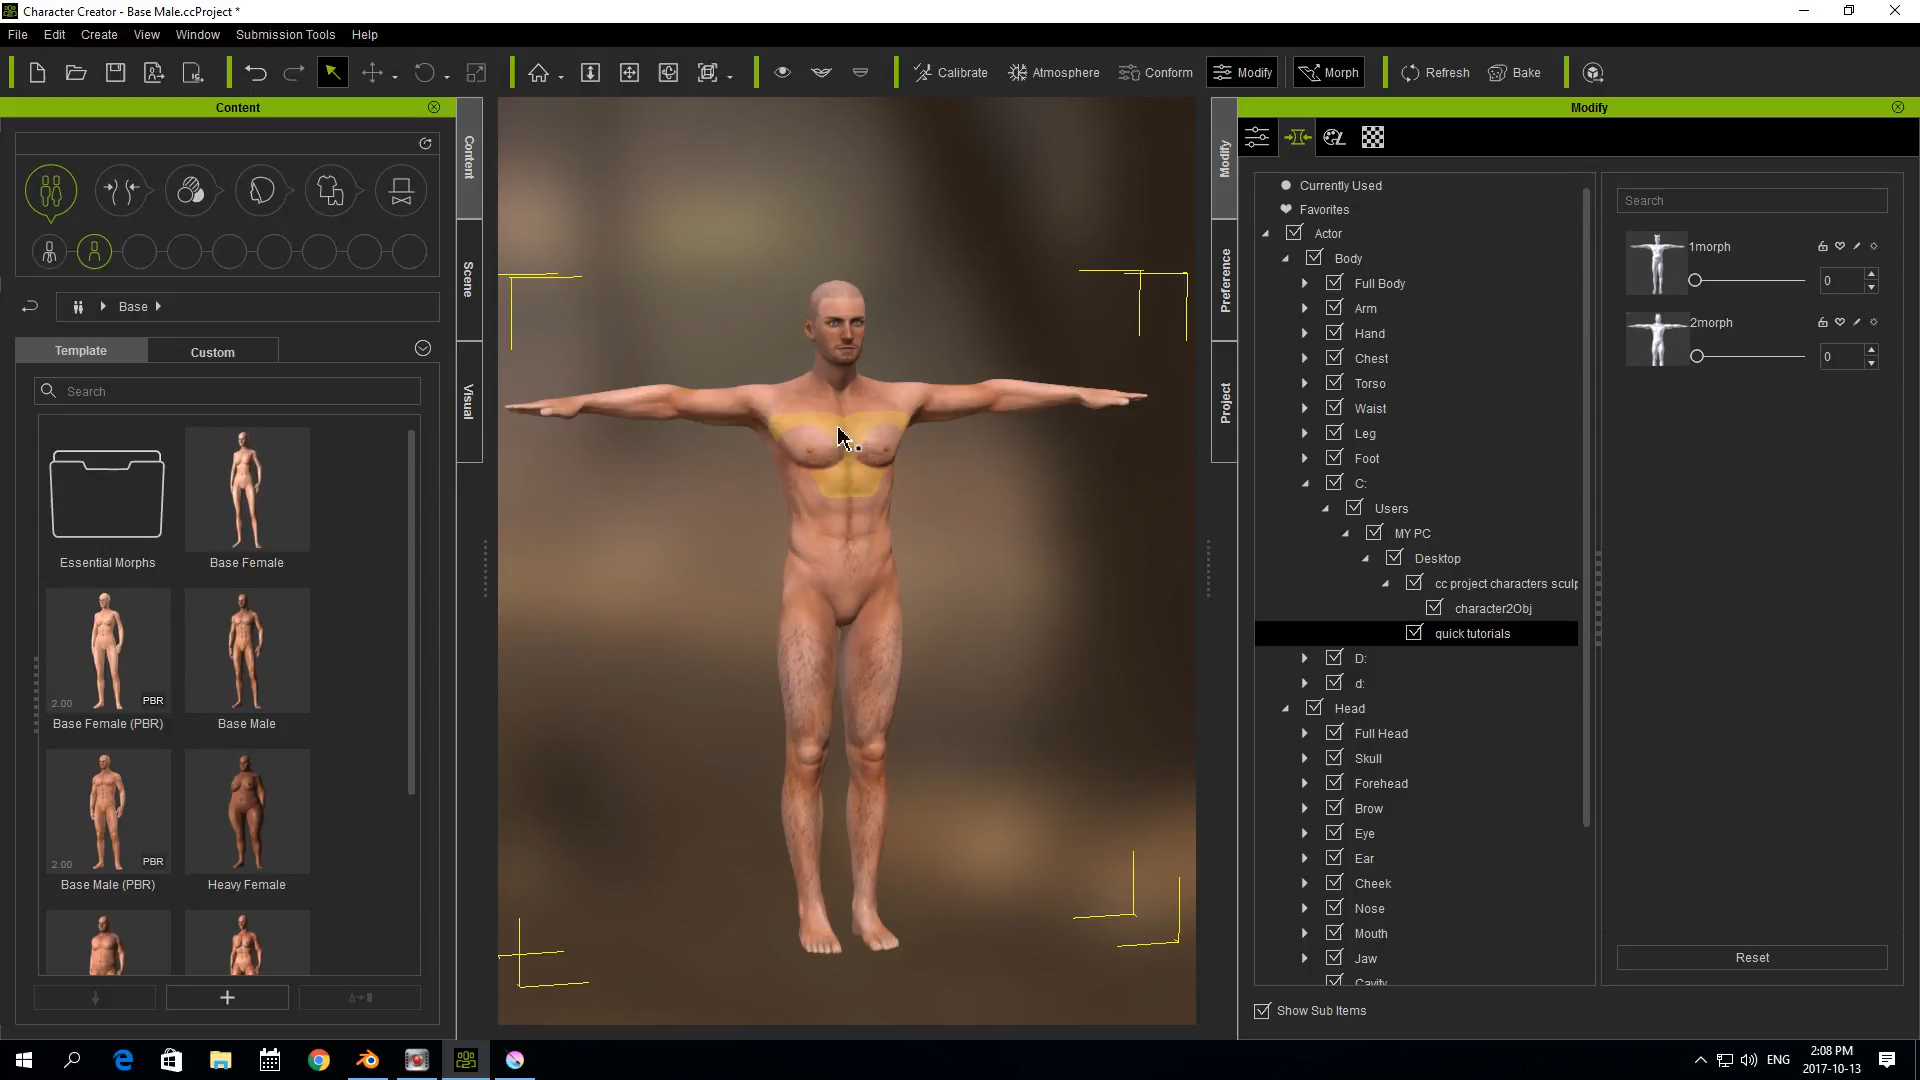 Character Creator - Base Male.ccProject *
File Edit Create View Window Submission Tools Help
Calibrate Atmosphere Conform Modify Morph Refresh Bake
Content
Base
Template Custom
Search
Essential Morphs
Base Female
2.00 PBR
Base Female (PBR)
Base Male
2.00 PBR
Base Male (PBR)
Heavy Female
Content
Scene
Visual
Modify
Preference
Project
Modify
Currently Used
Favorites
Actor
Body
Full Body
Arm
Hand
Chest
Torso
Waist
Leg
Foot
C:
Users
MY PC
Desktop
cc project characters sculp
character2Obj
quick tutorials
D:
d:
Head
Full Head
Skull
Forehead
Brow
Eye
Ear
Cheek
Nose
Mouth
Jaw
Cavity
Show Sub Items
Search
1morph
0
2morph
0
Reset
ENG
2:08 PM
2017-10-13